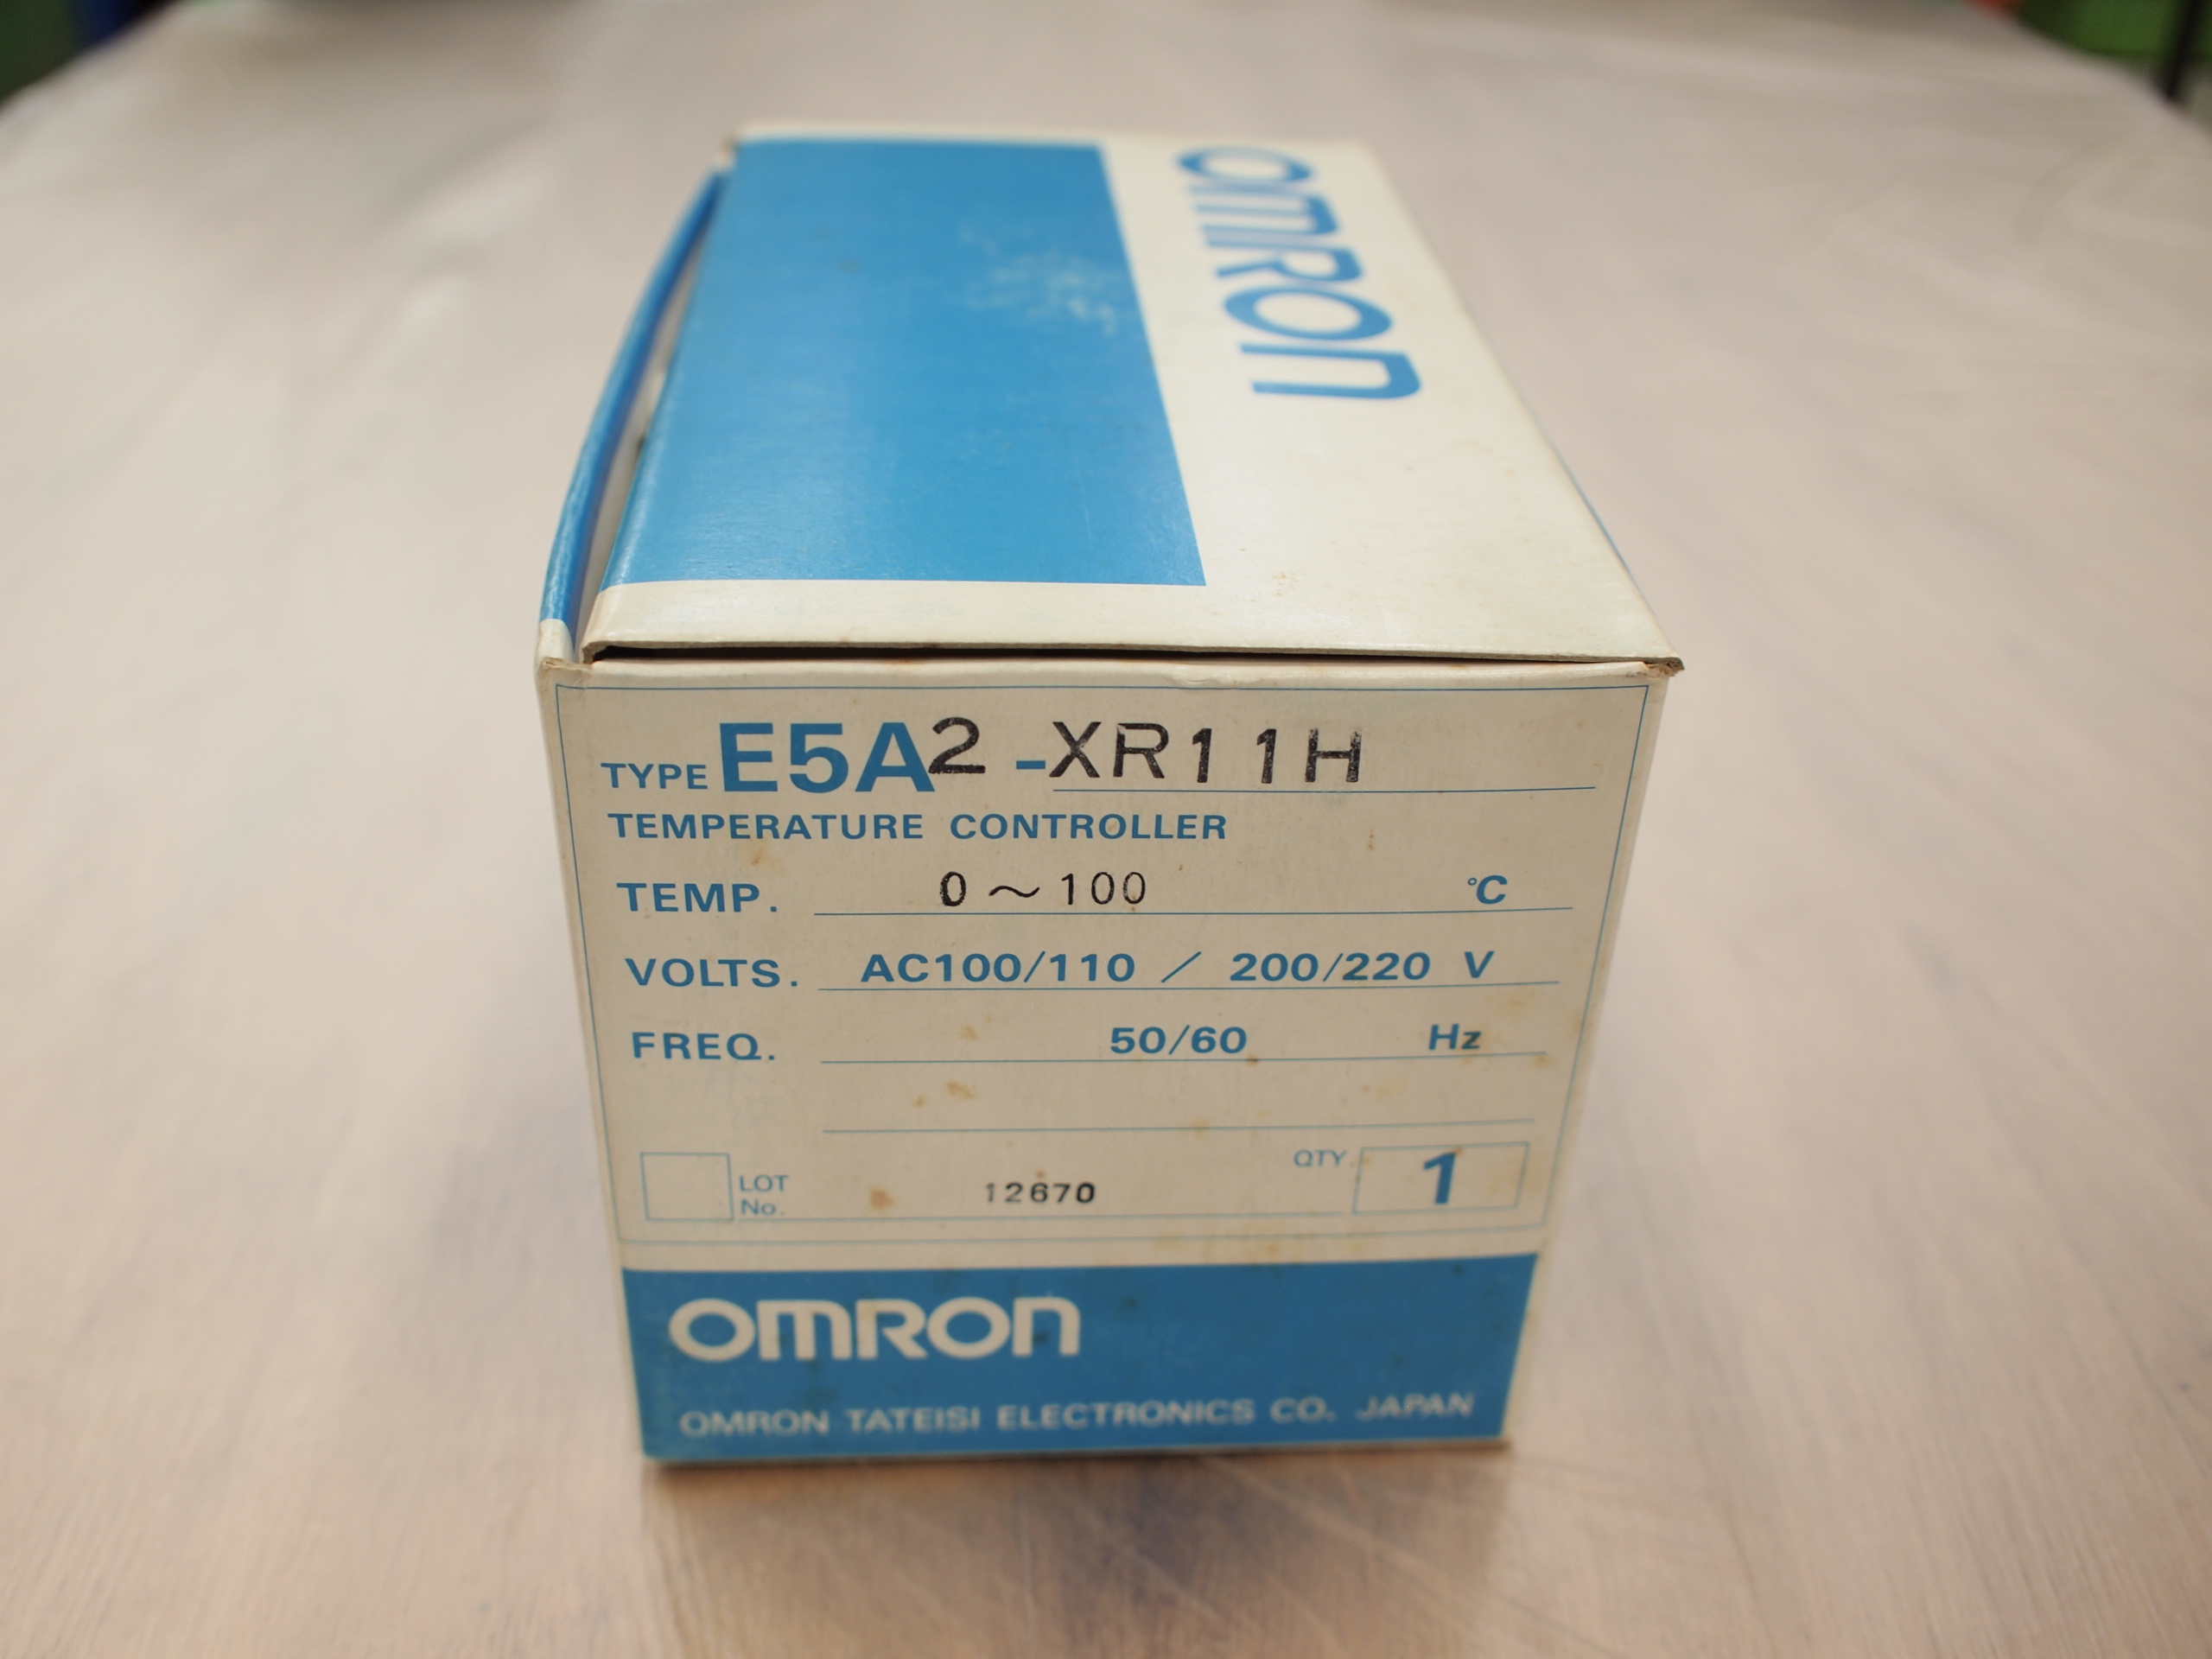 OMRON
TYPE E5A2-XR11H
TEMPERATURE CONTROLLER
TEMP. 0~100 °C
VOLTS. AC100/110 / 200/220 V
FREQ. 50/60 Hz
LOT No. 12670 QTY. 1
OMRON
OMRON TATEISI ELECTRONICS CO. JAPAN